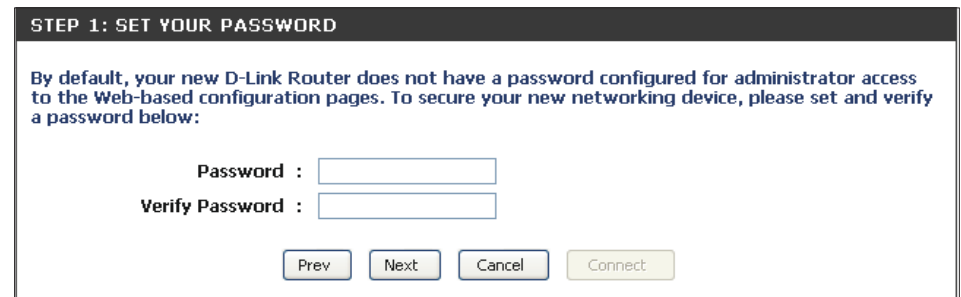 STEP 1: SET YOUR PASSWORD
By default, your new D-Link Router does not have a password configured for administrator access
to the Web-based configuration pages. To secure your new networking device, please set and verify
a password below:
Password :
Verify Password :
Prev Next Cancel Connect